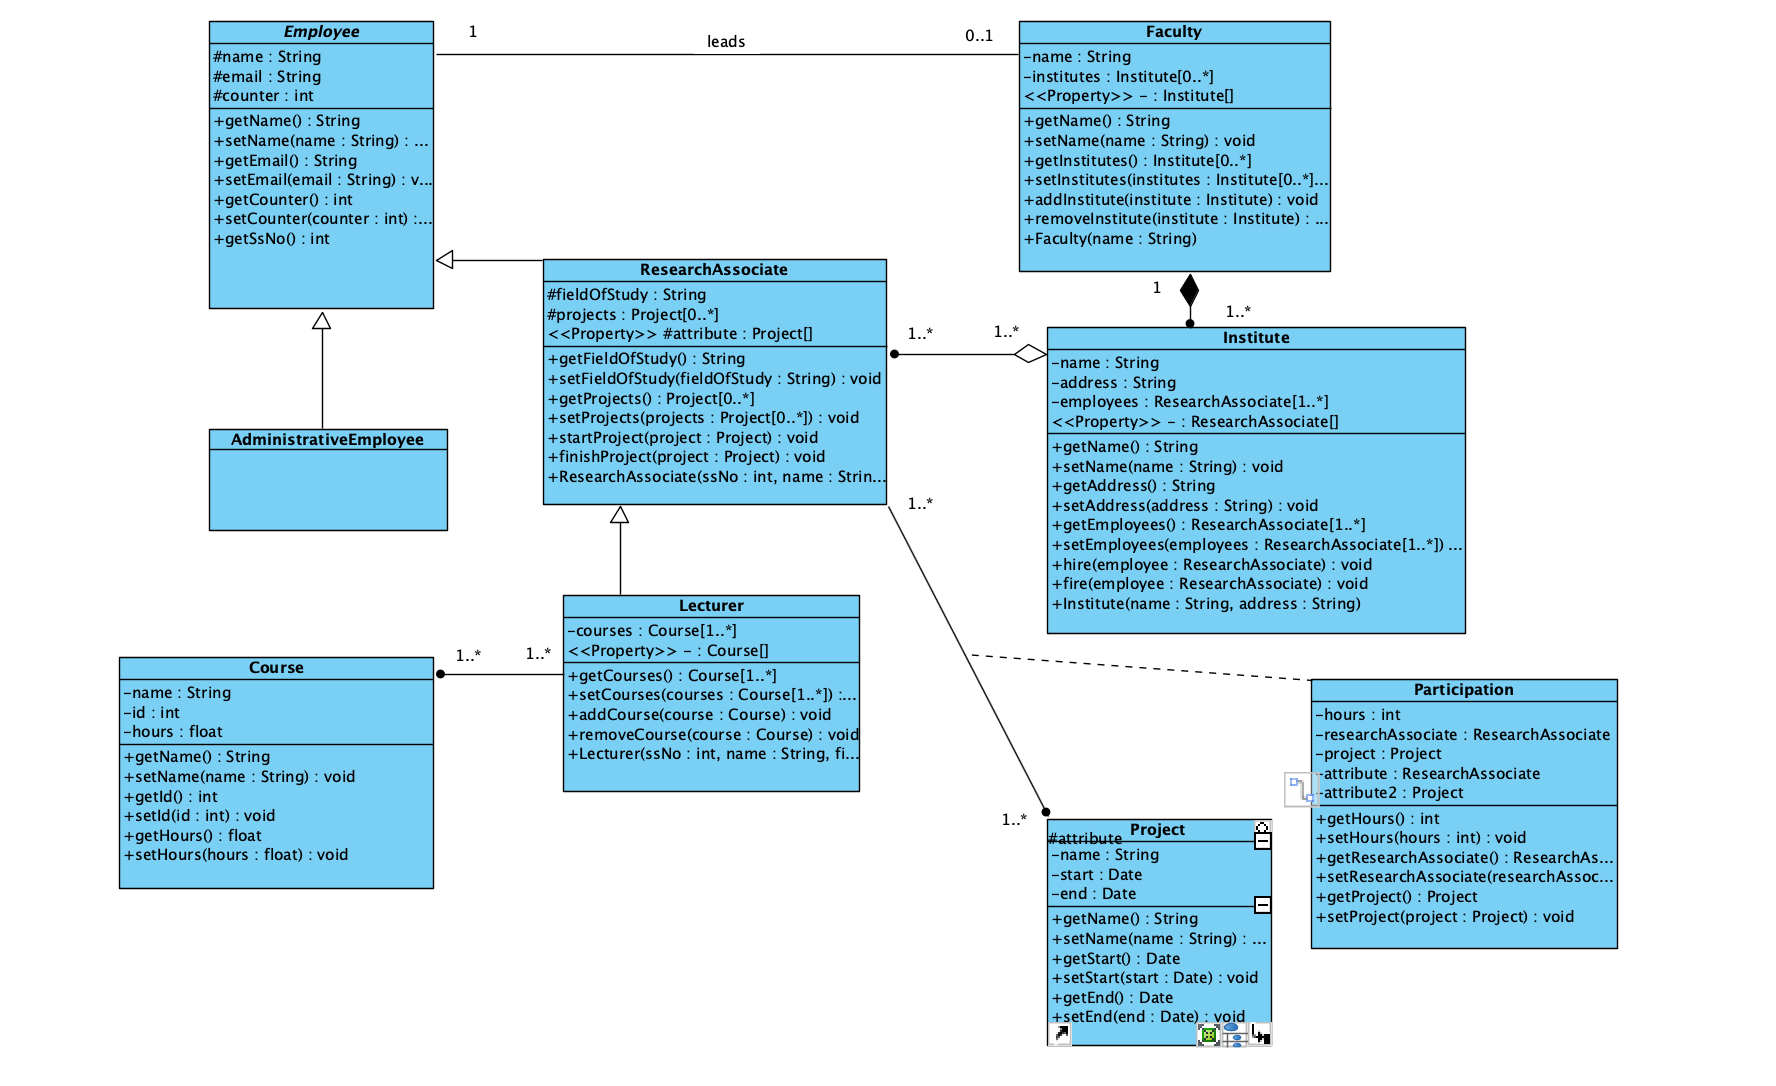 Employee
#name : String
#email : String
#counter : int
+getName() : String
+setName(name : String) : ...
+getEmail() : String
+setEmail(email : String) : v...
+getCounter() : int
+setCounter(counter : int) :...
+getSsNo() : int
1
leads
0..1
Faculty
-name : String
-institutes : Institute[0..*]
<<Property>> - : Institute[]
+getName() : String
+setName(name : String) : void
+getInstitutes() : Institute[0..*]
+setInstitutes(institutes : Institute[0..*]...
+addInstitute(institute : Institute) : void
+removeInstitute(institute : Institute) : ...
+Faculty(name : String)
1
1..*
ResearchAssociate
#fieldOfStudy : String
#projects : Project[0..*]
<<Property>> #attribute : Project[]
+getFieldOfStudy() : String
+setFieldOfStudy(fieldOfStudy : String) : void
+getProjects() : Project[0..*]
+setProjects(projects : Project[0..*]) : void
+startProject(project : Project) : void
+finishProject(project : Project) : void
+ResearchAssociate(ssNo : int, name : Strin...
1..*
1..*
Institute
-name : String
-address : String
-employees : ResearchAssociate[1..*]
<<Property>> - : ResearchAssociate[]
+getName() : String
+setName(name : String) : void
+getAddress() : String
+setAddress(address : String) : void
+getEmployees() : ResearchAssociate[1..*]
+setEmployees(employees : ResearchAssociate[1..*]) ...
+hire(employee : ResearchAssociate) : void
+fire(employee : ResearchAssociate) : void
+Institute(name : String, address : String)
AdministrativeEmployee
1..*
Lecturer
-courses : Course[1..*]
<<Property>> - : Course[]
+getCourses() : Course[1..*]
+setCourses(courses : Course[1..*]) :...
+addCourse(course : Course) : void
+removeCourse(course : Course) : void
+Lecturer(ssNo : int, name : String, fi...
1..*
1..*
Course
-name : String
-id : int
-hours : float
+getName() : String
+setName(name : String) : void
+getId() : int
+setId(id : int) : void
+getHours() : float
+setHours(hours : float) : void
Participation
-hours : int
-researchAssociate : ResearchAssociate
-project : Project
-attribute : ResearchAssociate
-attribute2 : Project
+getHours() : int
+setHours(hours : int) : void
+getResearchAssociate() : ResearchAs...
+setResearchAssociate(researchAssoc...
+getProject() : Project
+setProject(project : Project) : void
1..*
Project
#attribute
-name : String
-start : Date
-end : Date
+getName() : String
+setName(name : String) : ...
+getStart() : Date
+setStart(start : Date) : void
+getEnd() : Date
+setEnd(end : Date) : void